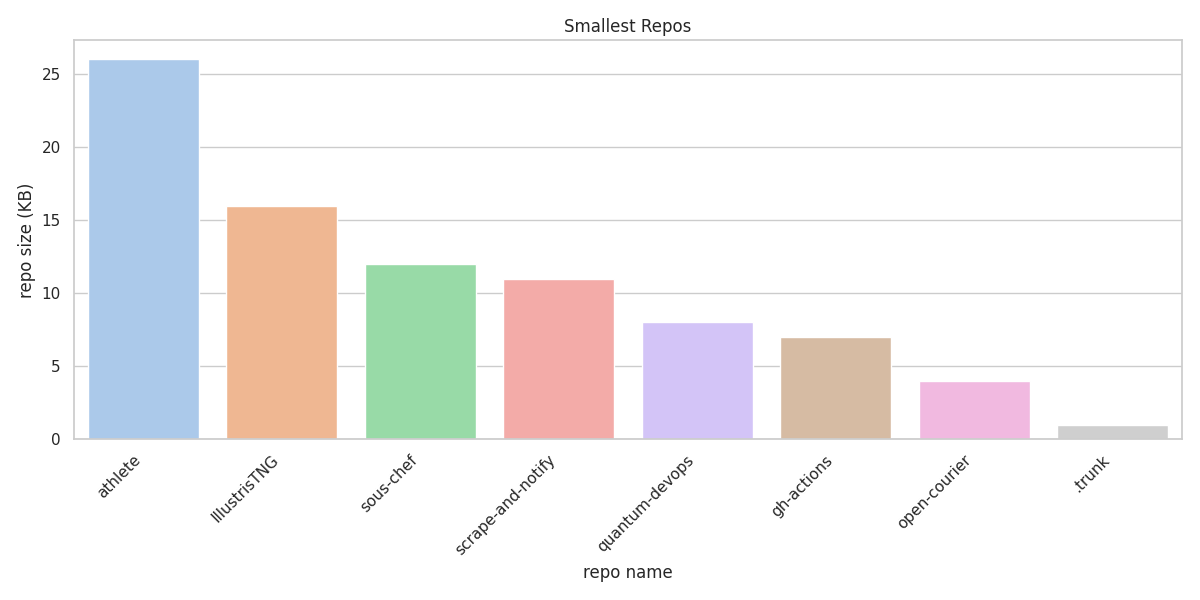 Smallest Repos
repo size (KB)
25
20
15
10
5
0
athlete
IllustrisTNG
sous-chef
scrape-and-notify
quantum-devops
gh-actions
open-courier
.trunk
repo name